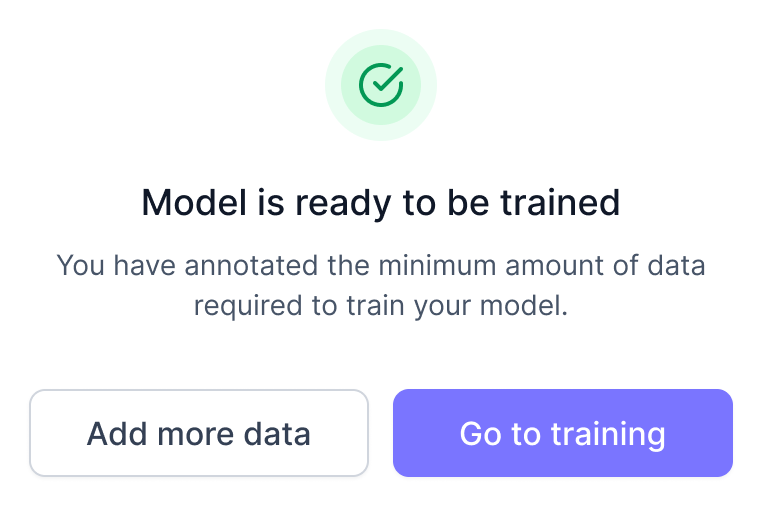 Model is ready to be trained
You have annotated the minimum amount of data
required to train your model.
Add more data
Go to training